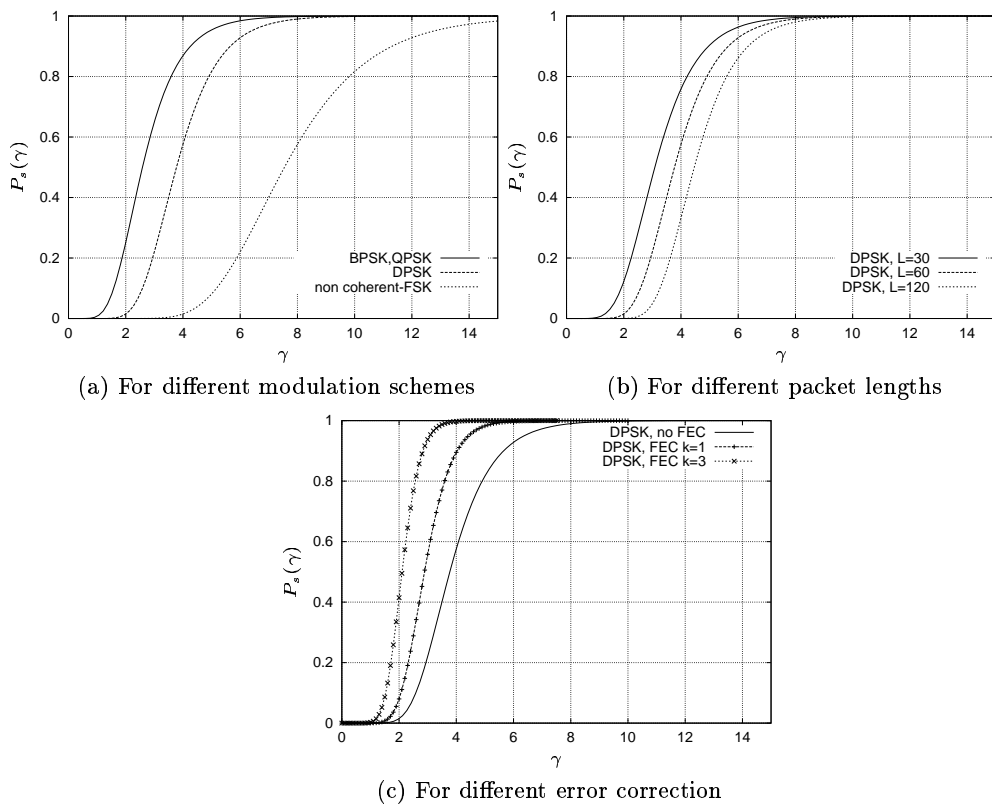 1
0.8
0.6
0.4
0.2
0
P_s(γ)
BPSK,QPSK
DPSK
non coherent-FSK
0 2 4 6 8 10 12 14
γ
(a) For different modulation schemes
1
0.8
0.6
0.4
0.2
0
P_s(γ)
DPSK, L=30
DPSK, L=60
DPSK, L=120
0 2 4 6 8 10 12 14
γ
(b) For different packet lengths
1
0.8
0.6
0.4
0.2
0
P_s(γ)
DPSK, no FEC
DPSK, FEC k=1
DPSK, FEC k=3
0 2 4 6 8 10 12 14
γ
(c) For different error correction